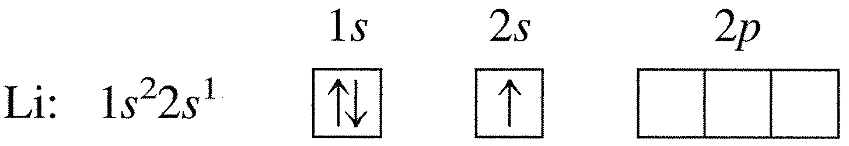 1s 2s 2p
Li: 1s²2s¹ ↑↓ ↑